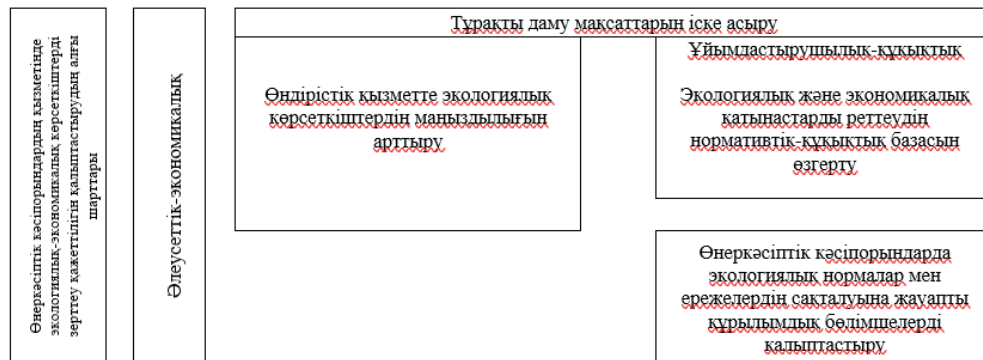 Өнеркәсіптік кәсіпорындардың қызметінде
экологиялық-экономикалық көрсеткіштерді
зерттеу қажеттілігін қалыптастырудың алғы
шарттары
Әлеусеттік-экономикалық
Тұрақты даму мақсаттарын іске асыру
Өндірістік қызметте экологиялық
көрсеткіштердің маңыздылығын
арттыру
Ұйымдастырушылық-құқықтық
Экологиялық және экономикалық
қатынастарды реттеудің
нормативтік-құқықтық базасын
өзгерту
Өнеркәсіптік кәсіпорындарда
экологиялық нормалар мен
ережелердің сақталуына жауапты
құрылымдық бөлімшелерді
қалыптастыру